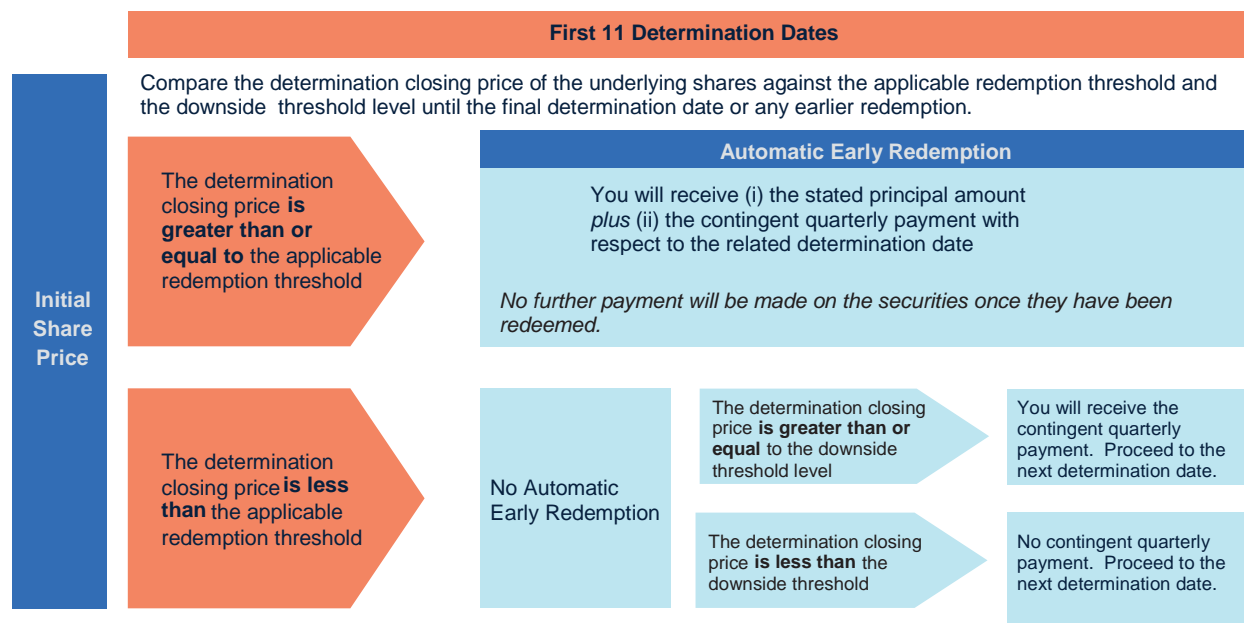 First 11 Determination Dates
Compare the determination closing price of the underlying shares against the applicable redemption threshold and
the downside threshold level until the final determination date or any earlier redemption.
Initial
Share
Price
The determination
closing price is
greater than or
equal to the applicable
redemption threshold
Automatic Early Redemption
You will receive (i) the stated principal amount
plus (ii) the contingent quarterly payment with
respect to the related determination date
No further payment will be made on the securities once they have been
redeemed.
The determination
closing price is less
than the applicable
redemption threshold
No Automatic
Early Redemption
The determination closing
price is greater than or
equal to the downside
threshold level
You will receive the
contingent quarterly
payment. Proceed to the
next determination date.
The determination closing
price is less than the
downside threshold
No contingent quarterly
payment. Proceed to the
next determination date.